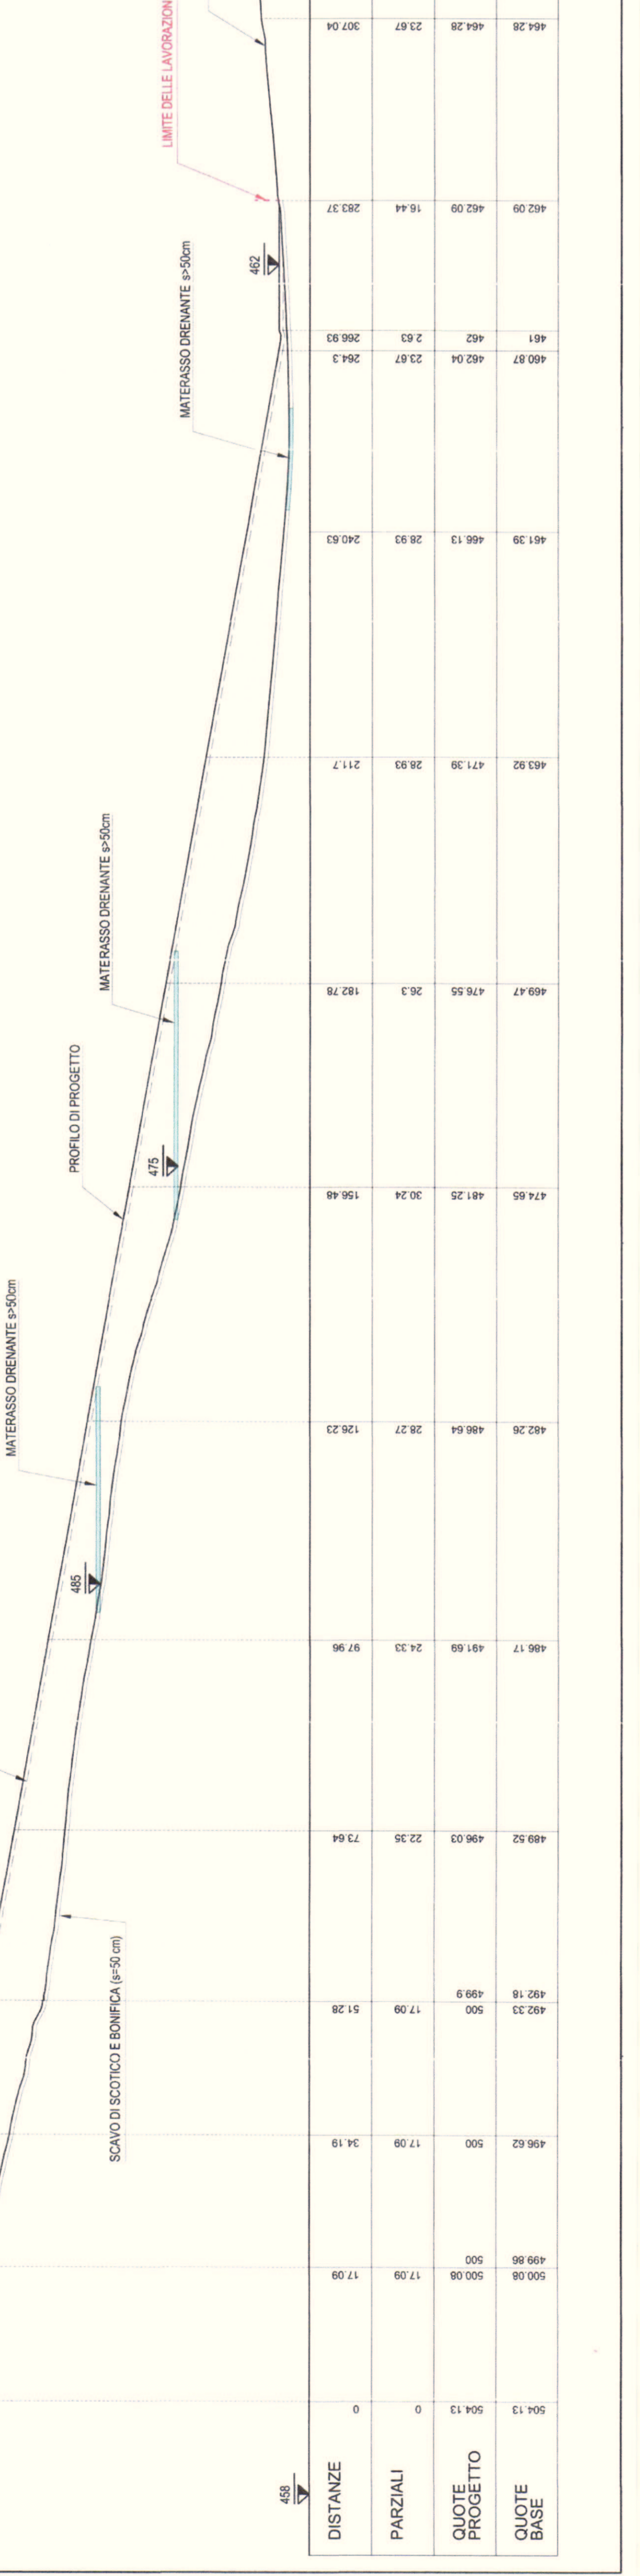 MATERASSO DRENANTE s>50cm
PROFILO DI PROGETTO
MATERASSO DRENANTE s>50cm
MATERASSO DRENANTE s>50cm
LIMITE DELLE LAVORAZION
485
475
462
SCAVO DI SCOTICO E BONIFICA (s=50 cm)
458
DISTANZE 0 17.09 34.19 51.28 73.64 97.96 126.23 156.48 182.78 211.7 240.63 264.3 266.93 283.37 307.04
PARZIALI 0 17.09 17.09 17.09 22.35 24.33 28.27 30.24 26.3 28.93 28.93 23.67 2.63 16.44 23.67
QUOTE
PROGETTO 504.13 500.08 500 500 500 499.9 496.03 491.69 486.64 481.25 476.55 471.39 466.13 462.04 462 462.09 464.28
QUOTE
BASE 504.13 500.08 499.86 496.62 492.33 492.18 489.52 486.17 482.26 474.65 469.47 463.92 461.39 460.87 461 462.09 464.28